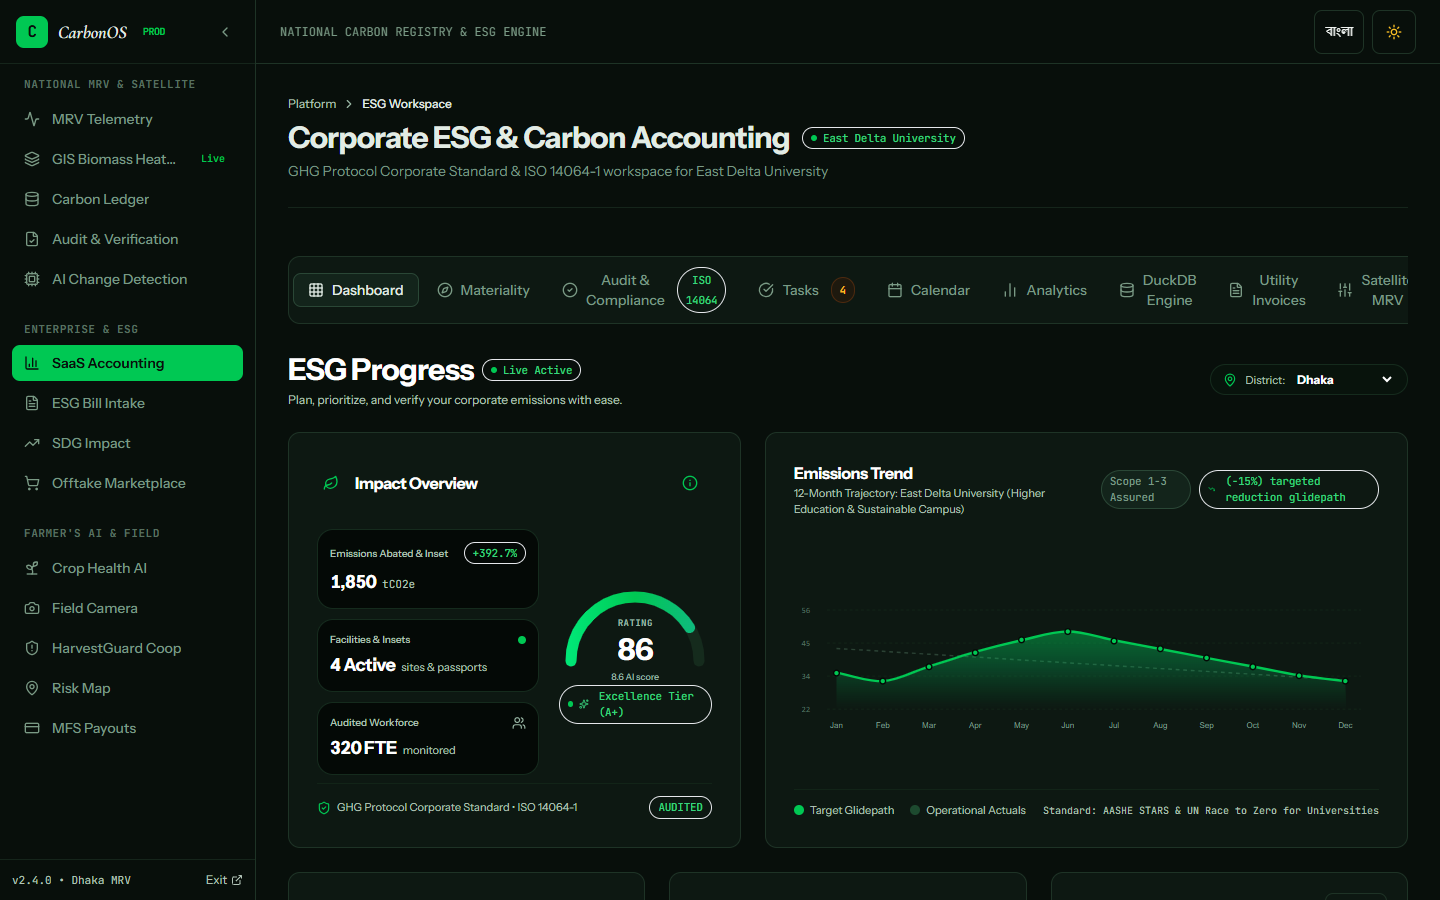 C CarbonOS PROD
NATIONAL CARBON REGISTRY & ESG ENGINE
বাংলা
NATIONAL MRV & SATELLITE
MRV Telemetry
GIS Biomass Heat... Live
Carbon Ledger
Audit & Verification
AI Change Detection
ENTERPRISE & ESG
SaaS Accounting
ESG Bill Intake
SDG Impact
Offtake Marketplace
FARMER'S AI & FIELD
Crop Health AI
Field Camera
HarvestGuard Coop
Risk Map
MFS Payouts
v2.4.0 • Dhaka MRV
Exit
Platform > ESG Workspace
Corporate ESG & Carbon Accounting
East Delta University
GHG Protocol Corporate Standard & ISO 14064-1 workspace for East Delta University
Dashboard
Materiality
Audit &
Compliance
ISO
14064
Tasks 4
Calendar
Analytics
DuckDB
Engine
Utility
Invoices
Satellite
MRV
ESG Progress
Live Active
Plan, prioritize, and verify your corporate emissions with ease.
District: Dhaka
Impact Overview
Emissions Abated & Inset +392.7%
1,850 tCO2e
Facilities & Insets
4 Active sites & passports
Audited Workforce
320 FTE monitored
RATING
86
8.6 AI score
Excellence Tier
(A+)
GHG Protocol Corporate Standard • ISO 14064-1
AUDITED
Emissions Trend
12-Month Trajectory: East Delta University (Higher
Education & Sustainable Campus)
Scope 1-3
Assured
(-15%) targeted
reduction glidepath
56
45
34
22
Jan Feb Mar Apr May Jun Jul Aug Sep Oct Nov Dec
Target Glidepath
Operational Actuals
Standard: AASHE STARS & UN Race to Zero for Universities